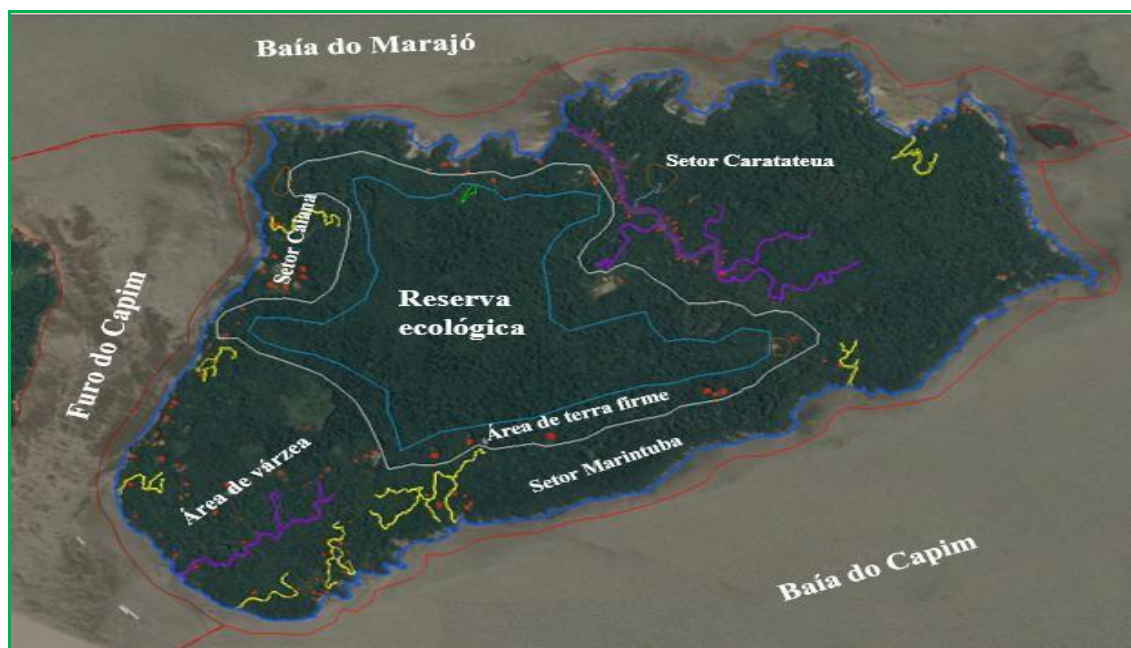 Baía do Marajó
Setor Caratateua
Setor Caiana
Reserva
ecológica
Furo do Capim
Área de terra firme
Setor Marintuba
Área de várzea
Baía do Capim